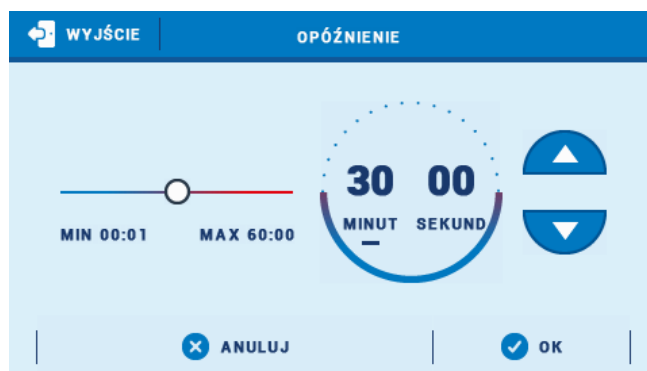 WYJŚCIE
OPÓŹNIENIE
30 00
MINUT SEKUND
MIN 00:01 MAX 60:00
ANULUJ
OK